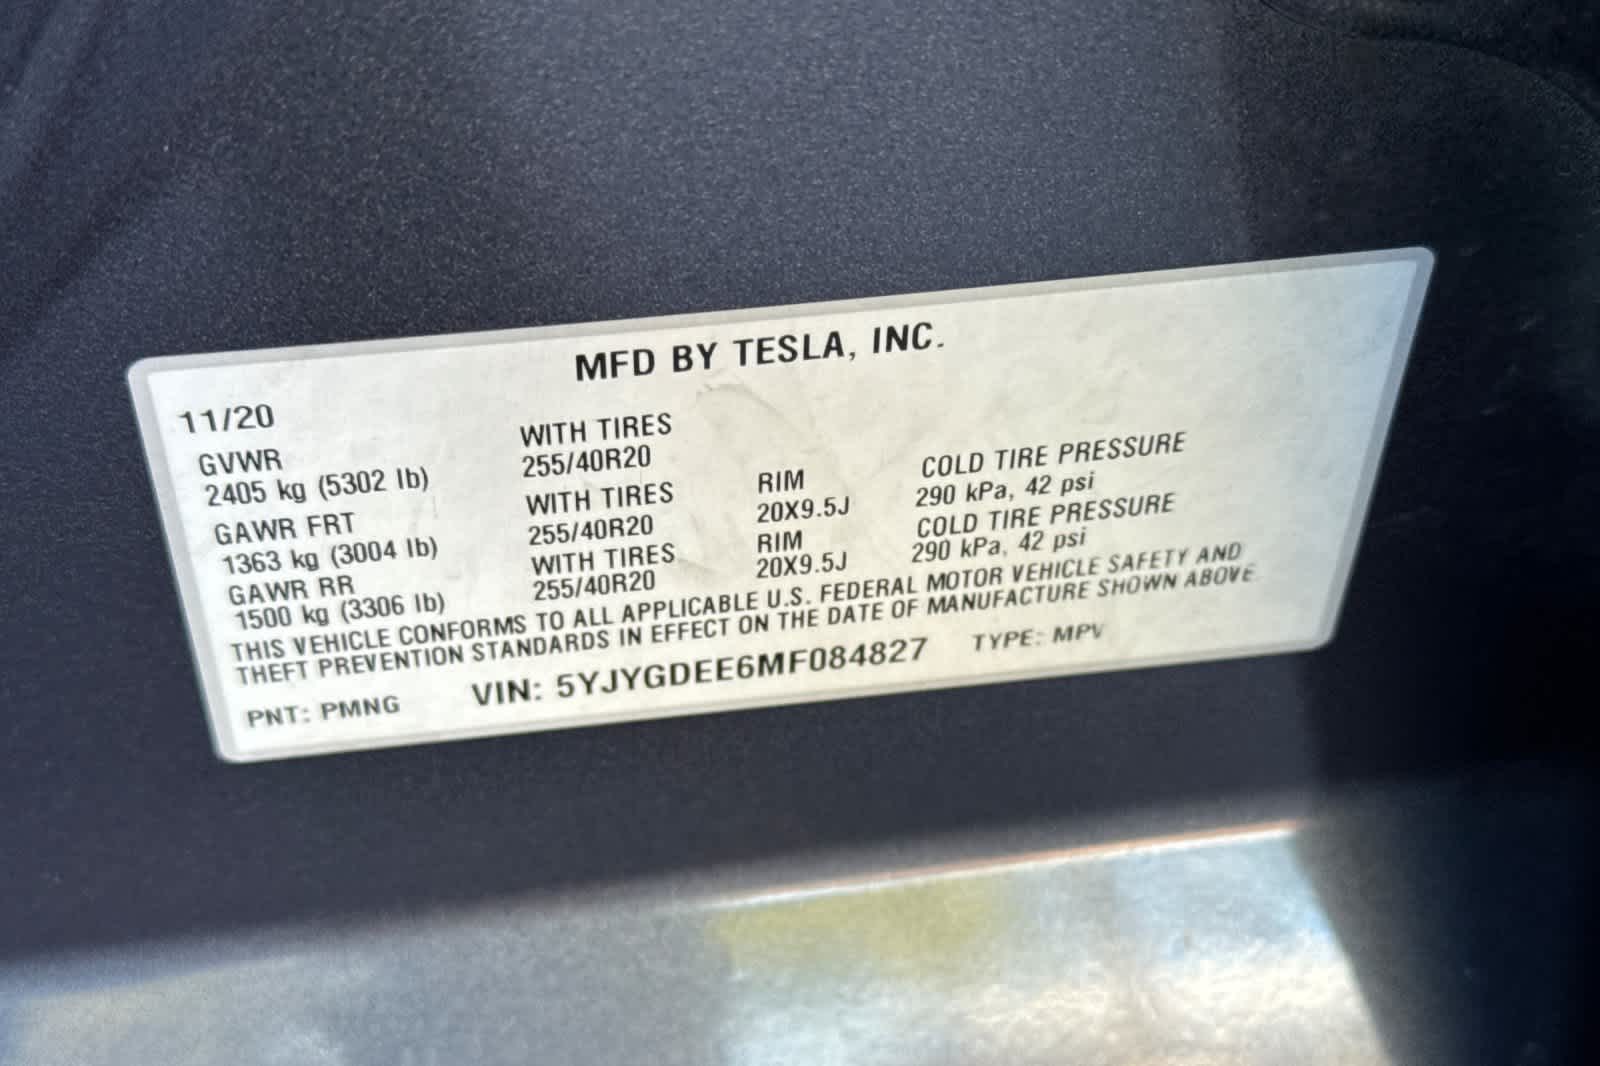 MFD BY TESLA, INC.
11/20
GVWR WITH TIRES
2405 kg (5302 lb) 255/40R20
GAWR FRT WITH TIRES RIM COLD TIRE PRESSURE
1363 kg (3004 lb) 255/40R20 20X9.5J 290 kPa, 42 psi
GAWR RR WITH TIRES RIM COLD TIRE PRESSURE
1500 kg (3306 lb) 255/40R20 20X9.5J 290 kPa, 42 psi
THIS VEHICLE CONFORMS TO ALL APPLICABLE U.S. FEDERAL MOTOR VEHICLE SAFETY AND
THEFT PREVENTION STANDARDS IN EFFECT ON THE DATE OF MANUFACTURE SHOWN ABOVE
PNT: PMNG VIN: 5YJYGDEE6MF084827 TYPE: MPV